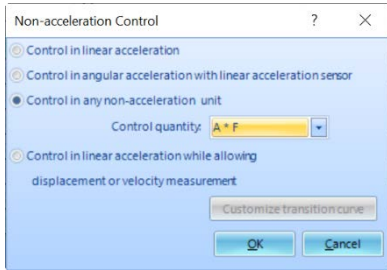 Non-acceleration Control ? ×
Control in linear acceleration
Control in angular acceleration with linear acceleration sensor
Control in any non-acceleration unit
Control quantity: A * F
Control in linear acceleration while allowing
displacement or velocity measurement
Customize transition curve
OK Cancel